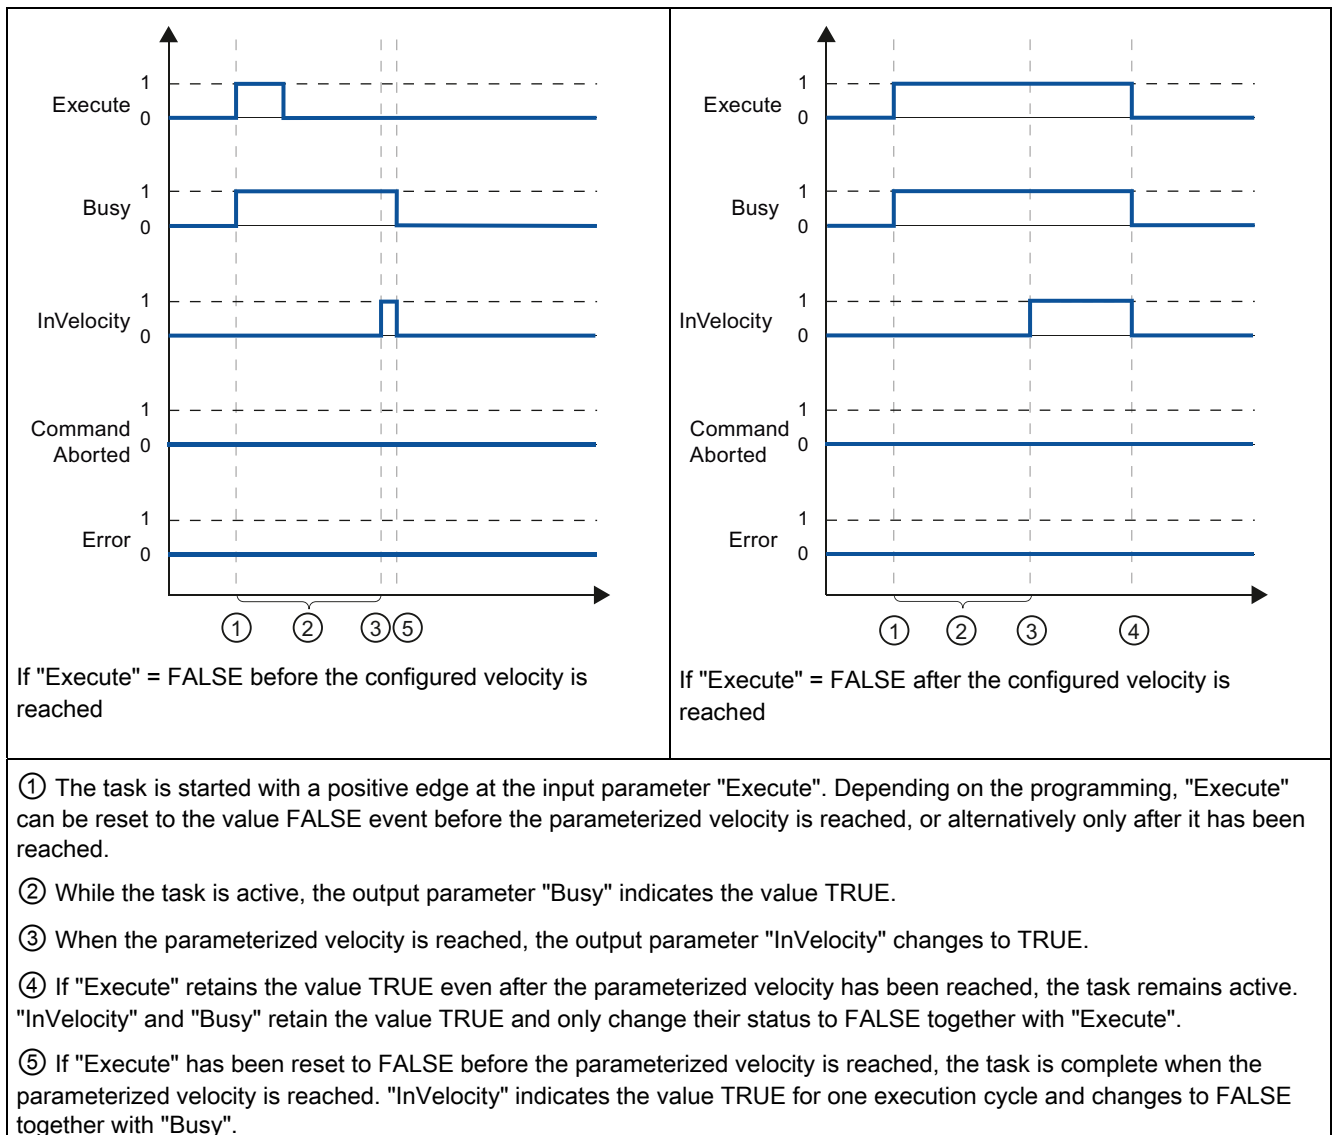 1
Execute
0
1
Busy
0
1
InVelocity
0
1
Command
Aborted
0
1
Error
0
① ② ③ ⑤
If "Execute" = FALSE before the configured velocity is
reached
1
Execute
0
1
Busy
0
1
InVelocity
0
1
Command
Aborted
0
1
Error
0
① ② ③ ④
If "Execute" = FALSE after the configured velocity is
reached
① The task is started with a positive edge at the input parameter "Execute". Depending on the programming, "Execute"
can be reset to the value FALSE event before the parameterized velocity is reached, or alternatively only after it has been
reached.
② While the task is active, the output parameter "Busy" indicates the value TRUE.
③ When the parameterized velocity is reached, the output parameter "InVelocity" changes to TRUE.
④ If "Execute" retains the value TRUE even after the parameterized velocity has been reached, the task remains active.
"InVelocity" and "Busy" retain the value TRUE and only change their status to FALSE together with "Execute".
⑤ If "Execute" has been reset to FALSE before the parameterized velocity is reached, the task is complete when the
parameterized velocity is reached. "InVelocity" indicates the value TRUE for one execution cycle and changes to FALSE
together with "Busy".